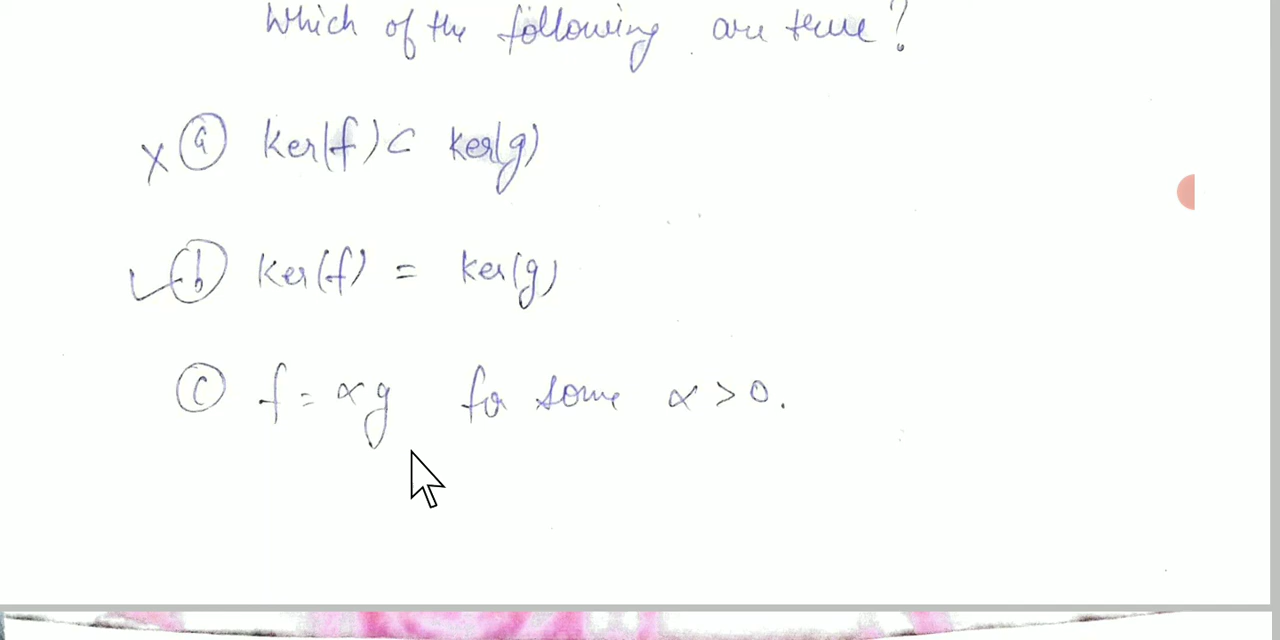 Which of the following are true?
X (a) Ker(f) ⊂ Ker(g)
✓ (b) Ker(f) = Ker(g)
(c) f = αg for some α > 0.